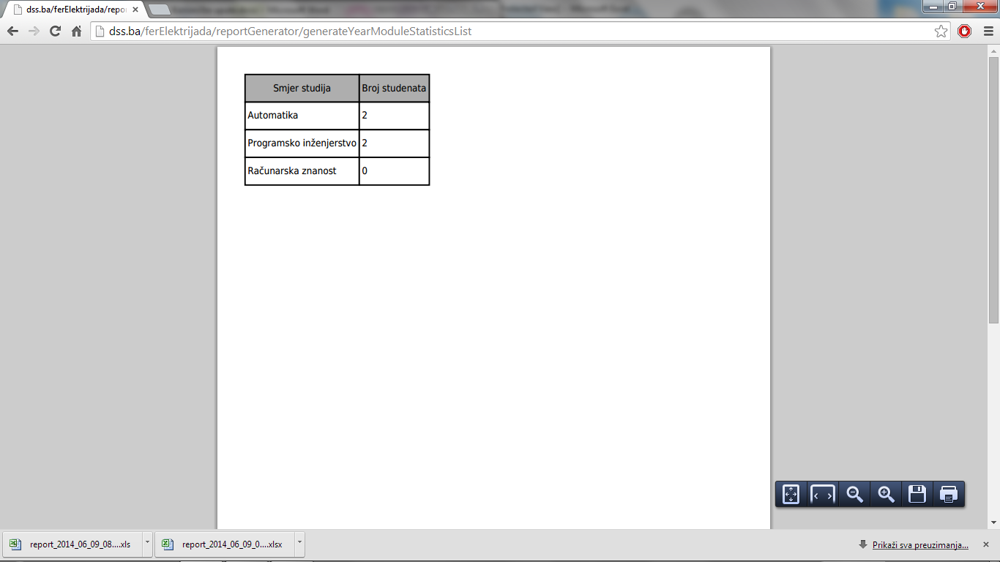 dss.ba/ferElektrijada/repo
dss.ba/ferElektrijada/reportGenerator/generateYearModuleStatisticsList
Smjer studija Broj studenata
Automatika 2
Programsko inženjerstvo 2
Računarska znanost 0
report_2014_06_09_08....xls
report_2014_06_09_0....xlsx
Prikaži sva preuzimanja...